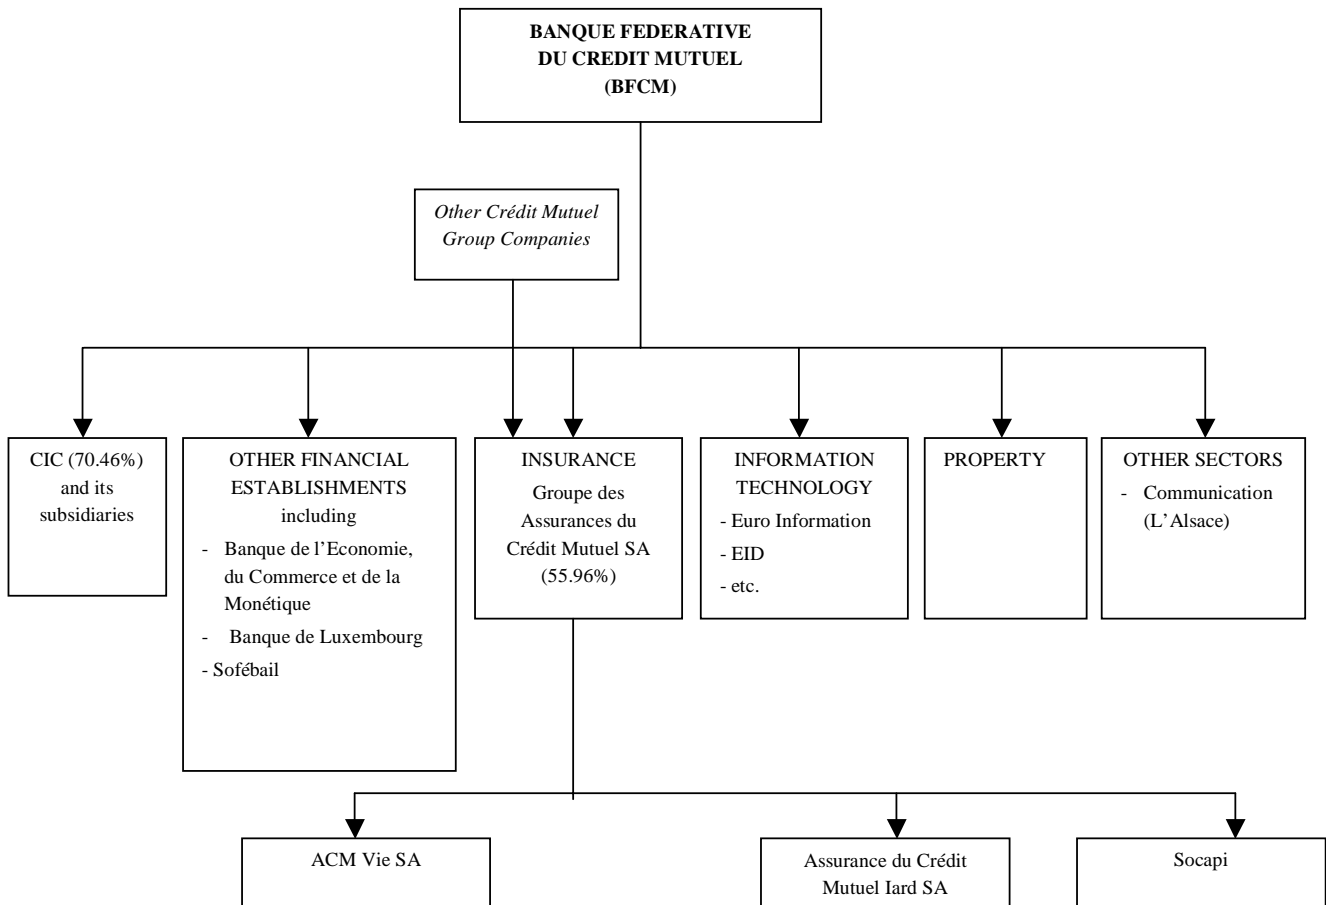 BANQUE FEDERATIVE
DU CREDIT MUTUEL
(BFCM)
Other Crédit Mutuel
Group Companies
CIC (70.46%)
and its
subsidiaries
OTHER FINANCIAL
ESTABLISHMENTS
including
- Banque de l’Economie,
du Commerce et de la
Monétique
- Banque de Luxembourg
- Sofébail
INSURANCE
Groupe des
Assurances du
Crédit Mutuel SA
(55.96%)
INFORMATION
TECHNOLOGY
- Euro Information
- EID
- etc.
PROPERTY
OTHER SECTORS
- Communication
(L’Alsace)
ACM Vie SA
Assurance du Crédit
Mutuel Iard SA
Socapi